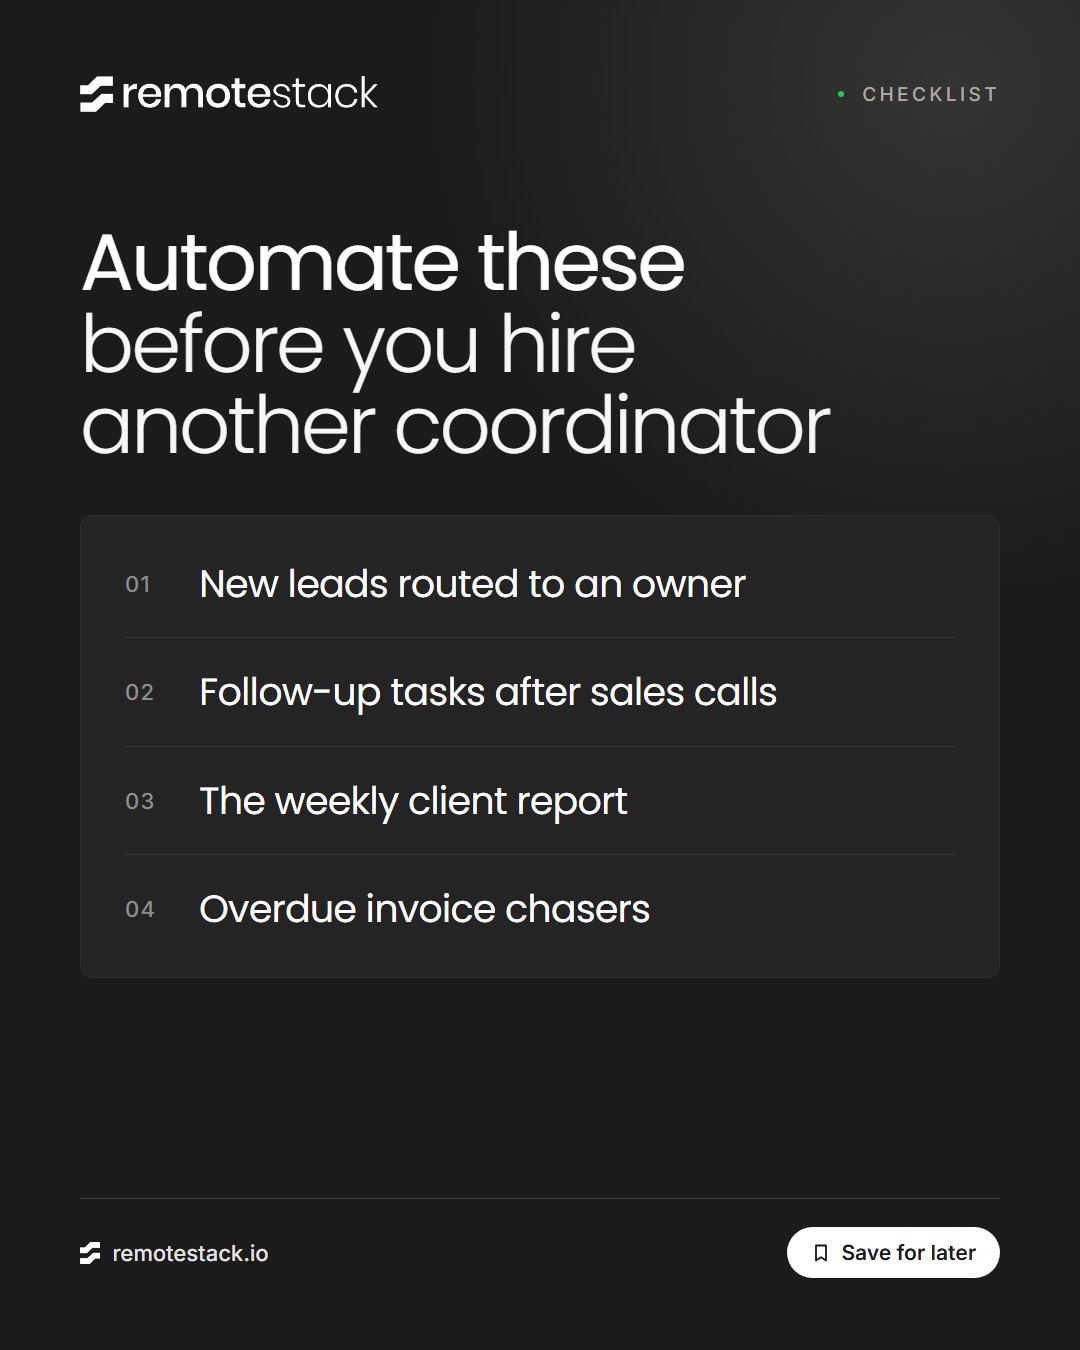 remotestack
CHECKLIST
Automate these
before you hire
another coordinator
01 New leads routed to an owner
02 Follow-up tasks after sales calls
03 The weekly client report
04 Overdue invoice chasers
remotestack.io
Save for later